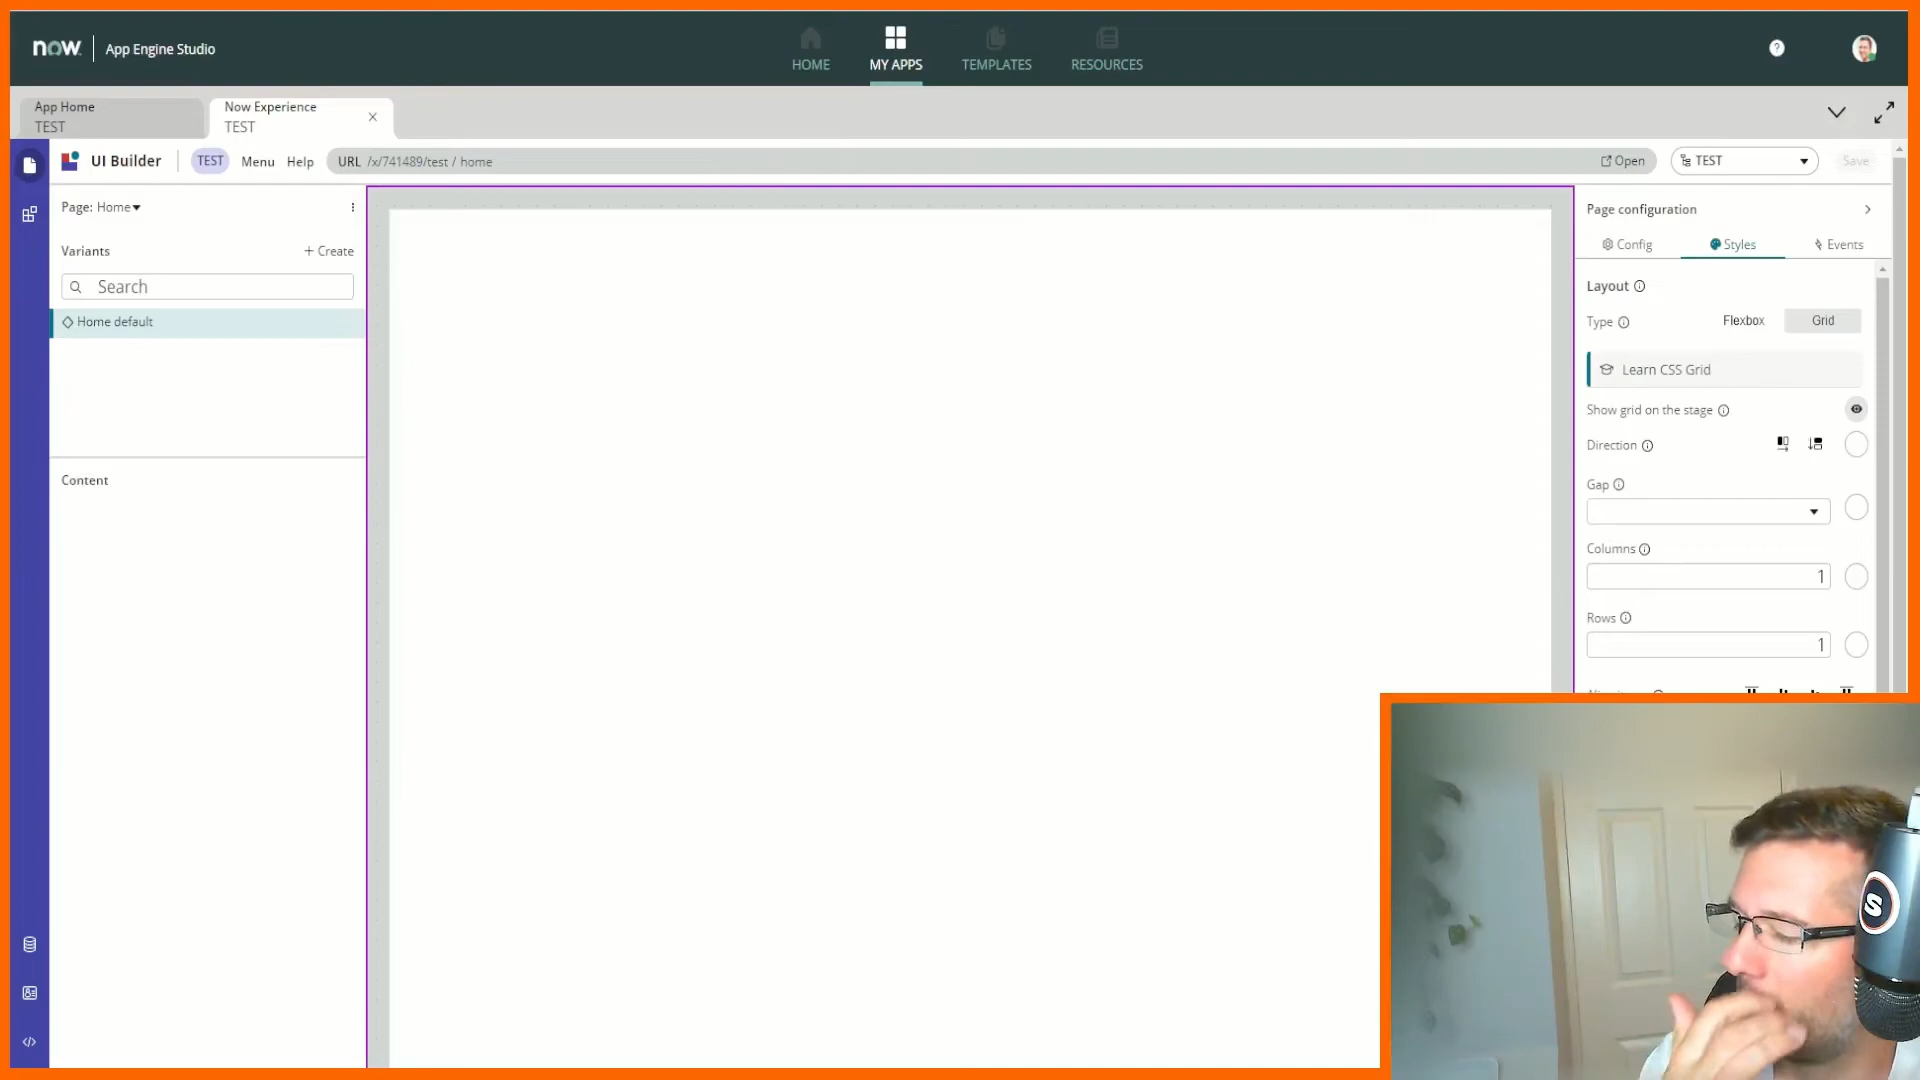 now. App Engine Studio
HOME
MY APPS
TEMPLATES
RESOURCES
App Home
TEST
Now Experience
TEST
UI Builder
TEST
Menu
Help
URL /x/741489/test / home
Open
TEST
Save
Page: Home
Variants
+ Create
Search
Home default
Content
Page configuration
Config
Styles
Events
Layout
Type
Flexbox
Grid
Learn CSS Grid
Show grid on the stage
Direction
Gap
Columns
1
Rows
1
S